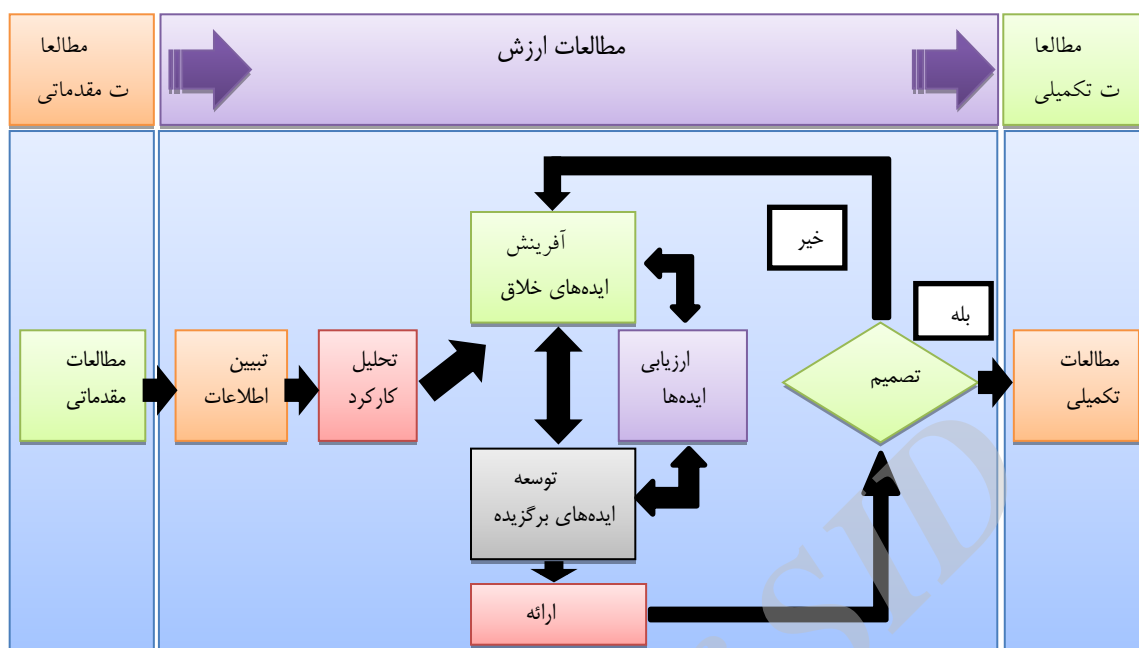 مطالعا
ت مقدماتی
مطالعات ارزش
مطالعا
ت تکمیلی
آفرینش
ایده‌های خلاق
خیر
بله
مطالعات
مقدماتی
تبیین
اطلاعات
تحلیل
کارکرد
ارزیابی
ایده‌ها
تصمیم
مطالعات
تکمیلی
توسعه
ایده‌های برگزیده
ارائه
SID